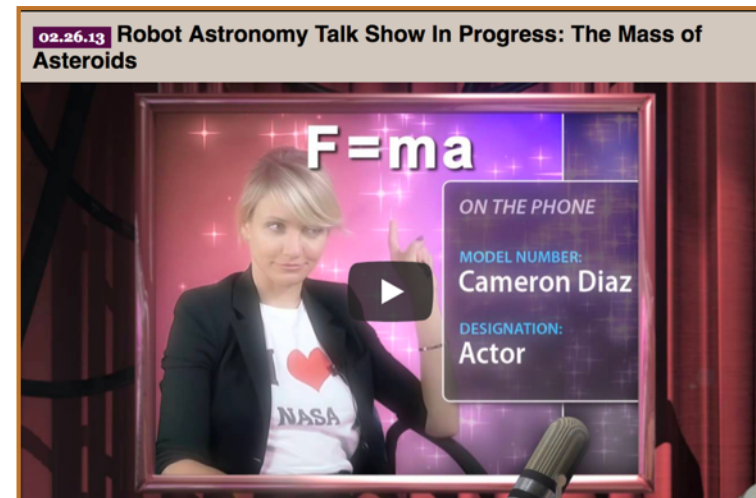 02.26.13 Robot Astronomy Talk Show In Progress: The Mass of
Asteroids
F=ma
ON THE PHONE
MODEL NUMBER:
Cameron Diaz
DESIGNATION:
Actor
I
NASA